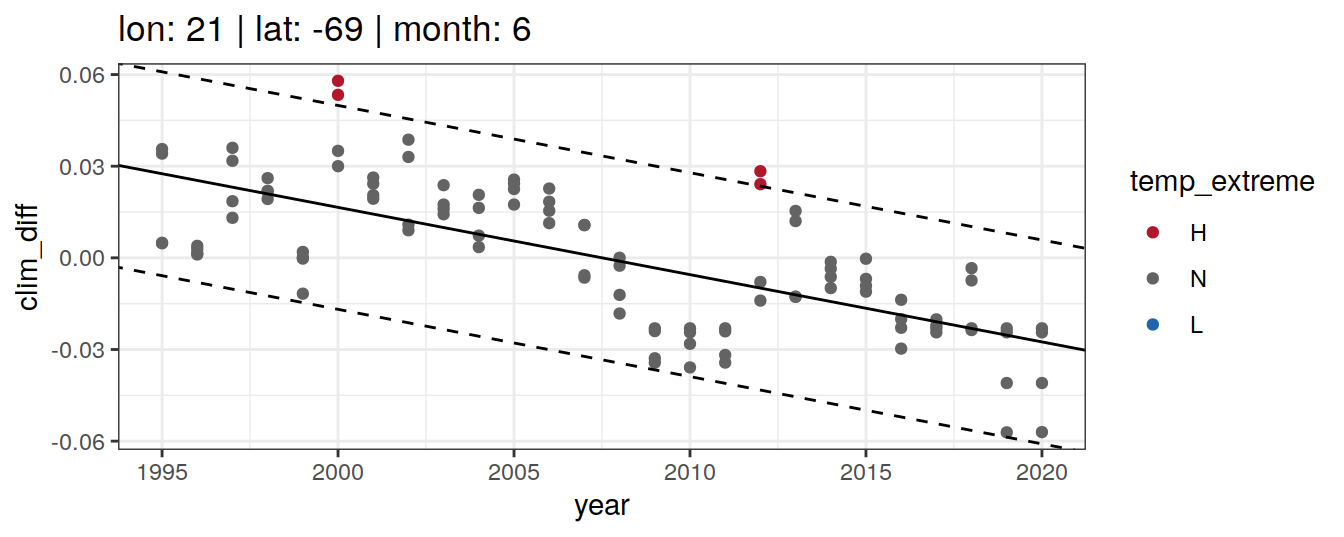 lon: 21 | lat: -69 | month: 6
0.06
0.03
0.00
-0.03
-0.06
clim_diff
1995 2000 2005 2010 2015 2020
year
temp_extreme
H
N
L